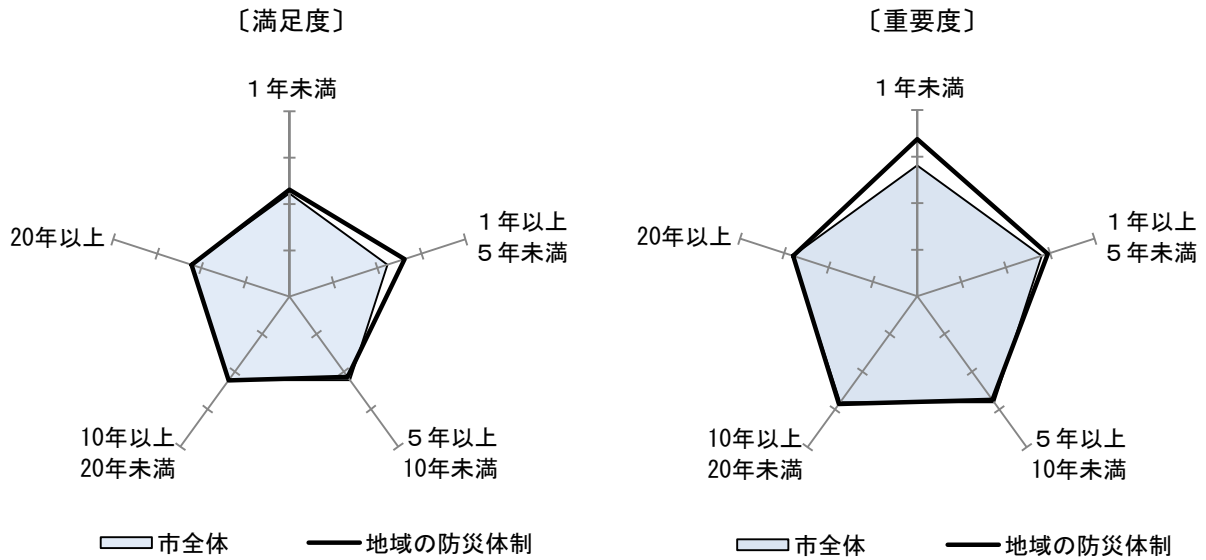 〔満足度〕
１年未満
１年以上
５年未満
５年以上
10年未満
10年以上
20年未満
20年以上
市全体
地域の防災体制
〔重要度〕
１年未満
１年以上
５年未満
５年以上
10年未満
10年以上
20年未満
20年以上
市全体
地域の防災体制